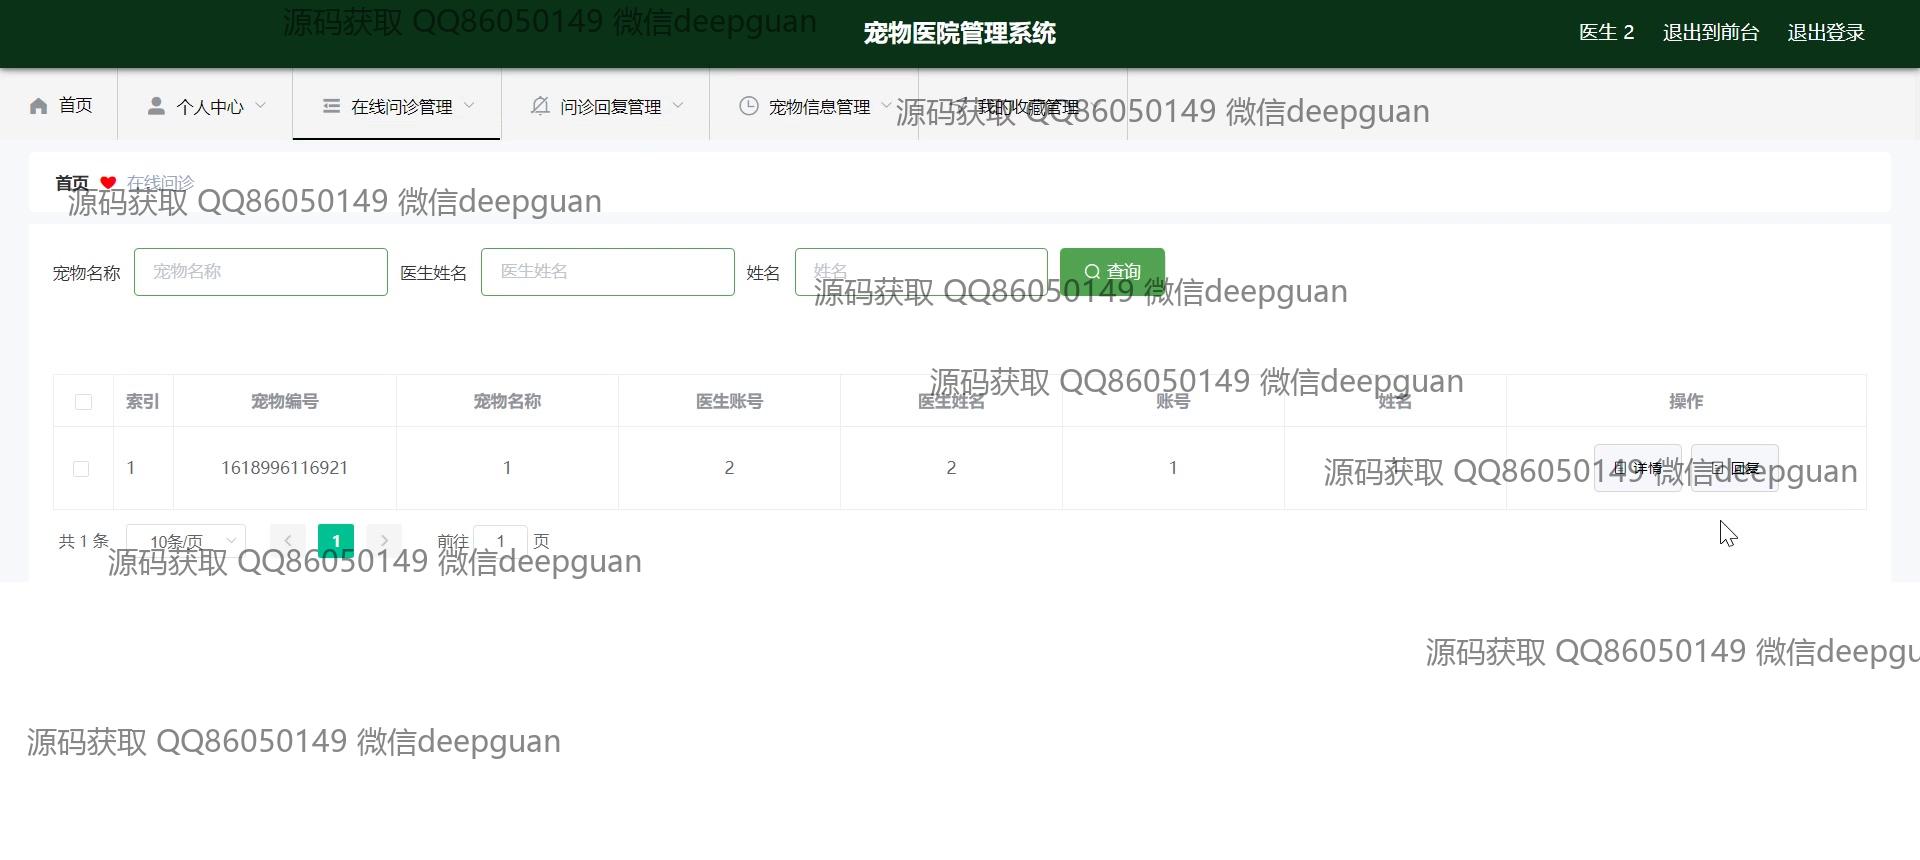 源码获取 QQ86050149 微信deepguan
宠物医院管理系统
医生 2 退出到前台 退出登录
首页 个人中心 在线问诊管理 问诊回复管理 宠物信息管理 我的收藏管理
源码获取 QQ86050149 微信deepguan
首页 在线问诊
源码获取 QQ86050149 微信deepguan
宠物名称 宠物名称 医生姓名 医生姓名 姓名 姓名 查询
源码获取 QQ86050149 微信deepguan
源码获取 QQ86050149 微信deepguan
索引 宠物编号 宠物名称 医生账号 医生姓名 账号 姓名 操作
1 1618996116921 1 2 2 1 1 详情 回复
源码获取 QQ86050149 微信deepguan
共 1 条 10条/页 1 前往 1 页
源码获取 QQ86050149 微信deepguan
源码获取 QQ86050149 微信deepgu
源码获取 QQ86050149 微信deepguan